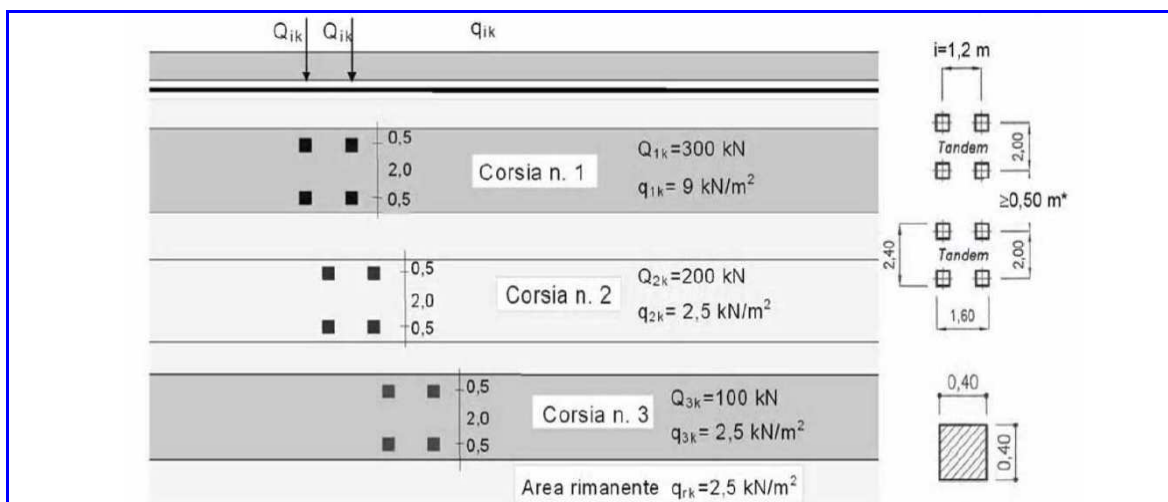 Qik Qik qik
0,5
2,0
0,5
Corsia n. 1
Q1k=300 kN
q1k= 9 kN/m²
0,5
2,0
0,5
Corsia n. 2
Q2k=200 kN
q2k= 2,5 kN/m²
0,5
2,0
0,5
Corsia n. 3
Q3k=100 kN
q3k= 2,5 kN/m²
Area rimanente qrk=2,5 kN/m²
i=1,2 m
Tandem
2,00
≥0,50 m*
2,40
Tandem
2,00
1,60
0,40
0,40